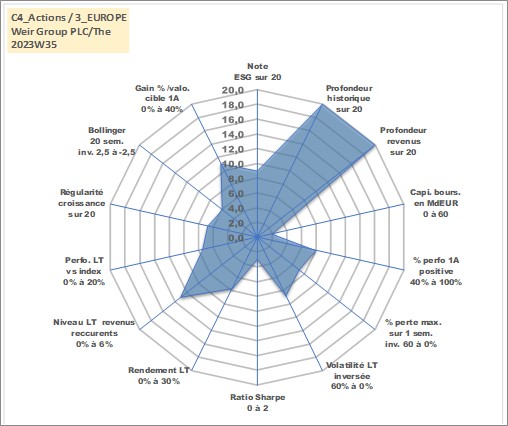 C4_Actions / 3_EUROPE
Weir Group PLC/The
2023W35
Note
ESG sur 20
Profondeur
historique
sur 20
Profondeur
revenus
sur 20
Capi. bours.
en MdEUR
0 à 60
% perfo 1A
positive
40% à 100%
% perte max.
sur 1 sem.
inv. 60 à 0%
Volatilité LT
inversée
60% à 0%
Ratio Sharpe
0 à 2
Rendement LT
0% à 30%
Niveau LT revenus
reccurents
0% à 6%
Perfo. LT
vs index
0% à 20%
Régularité
croissance
sur 20
Bollinger
20 sem.
inv. 2,5 à -2,5
Gain % /valo.
cible 1A
0% à 40%
20,0
18,0
16,0
14,0
12,0
10,0
8,0
6,0
4,0
2,0
0,0